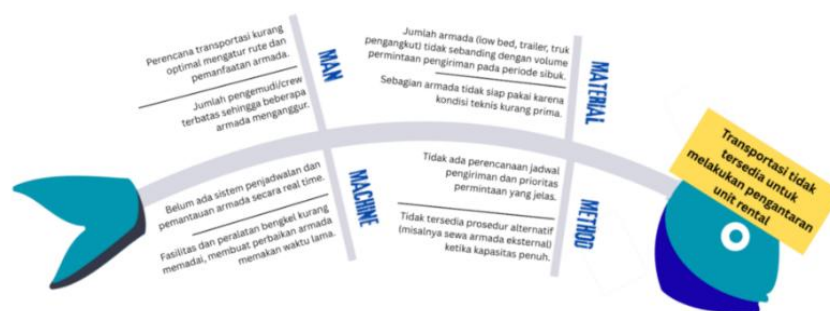 Perencana transportasi kurang
optimal mengatur rute dan
pemanfaatan armada.
Jumlah pengemudi/crew
terbatas sehingga beberapa
armada menganggur.
MAN
Jumlah armada (low bed, trailer, truk
pengangkut) tidak sebanding dengan volume
permintaan pengiriman pada periode sibuk.
Sebagian armada tidak siap pakai karena
kondisi teknis kurang prima.
MATERIAL
Belum ada sistem penjadwalan dan
pemantauan armada secara real time.
Fasilitas dan peralatan bengkel kurang
memadai, membuat perbaikan armada
memakan waktu lama.
MACHINE
Tidak ada perencanaan jadwal
pengiriman dan prioritas
permintaan yang jelas.
Tidak tersedia prosedur alternatif
(misalnya sewa armada eksternal)
ketika kapasitas penuh.
METHOD
Transportasi tidak
tersedia untuk
melakukan pengantaran
unit rental